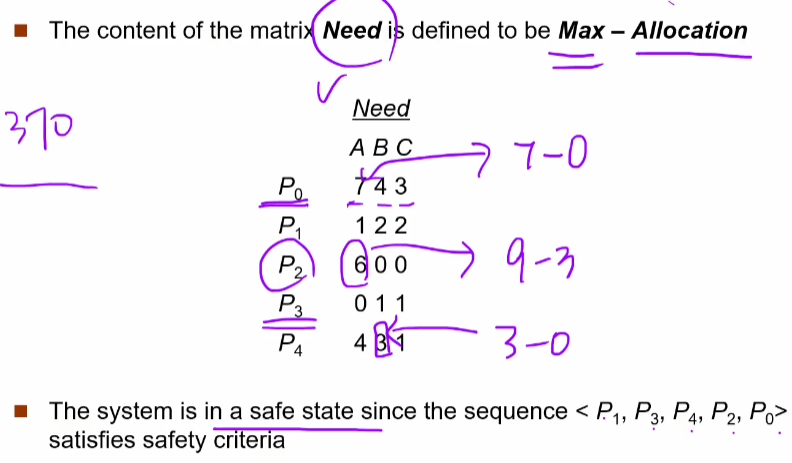 ■ The content of the matrix Need is defined to be Max – Allocation
Need
370
A B C
7-0
P0 7 4 3
P1 1 2 2
P2 6 0 0
9-3
P3 0 1 1
P4 4 3 1
3-0
■ The system is in a safe state since the sequence < P1, P3, P4, P2, P0>
satisfies safety criteria